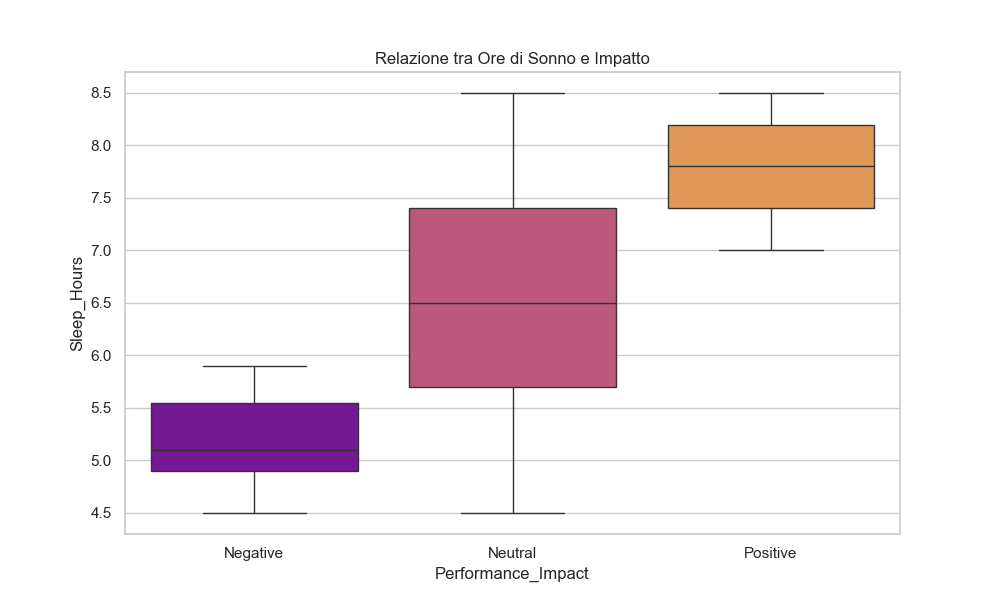 Relazione tra Ore di Sonno e Impatto
8.5
8.0
7.5
7.0
6.5
6.0
5.5
5.0
4.5
Sleep_Hours
Negative
Neutral
Positive
Performance_Impact